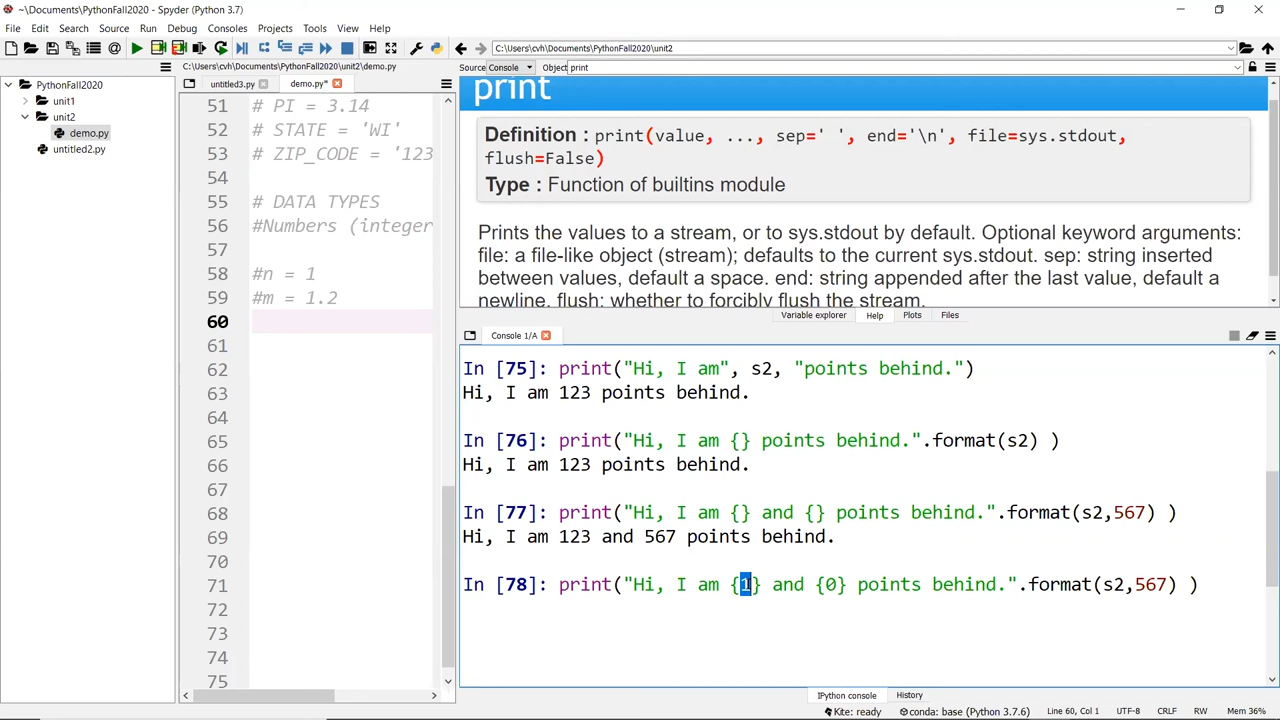 ~\Documents\PythonFall2020 - Spyder (Python 3.7)
File Edit Search Source Run Debug Consoles Projects Tools View Help
C:\Users\cvh\Documents\PythonFall2020\unit2
C:\Users\cvh\Documents\PythonFall2020\unit2\demo.py
Source Console Object print
PythonFall2020
unit1
unit2
demo.py
untitled2.py
untitled3.py demo.py*
51 # PI = 3.14
52 # STATE = 'WI'
53 # ZIP_CODE = '123
54
55 # DATA TYPES
56 #Numbers (integer
57
58 #n = 1
59 #m = 1.2
60
61
62
63
64
65
66
67
68
69
70
71
72
73
74
75
print
Definition : print(value, ..., sep=' ', end='\n', file=sys.stdout,
flush=False)
Type : Function of builtins module
Prints the values to a stream, or to sys.stdout by default. Optional keyword arguments:
file: a file-like object (stream); defaults to the current sys.stdout. sep: string inserted
between values, default a space. end: string appended after the last value, default a
newline. flush: whether to forcibly flush the stream.
Variable explorer Help Plots Files
Console 1/A
In [75]: print("Hi, I am", s2, "points behind.")
Hi, I am 123 points behind.
In [76]: print("Hi, I am {} points behind.".format(s2) )
Hi, I am 123 points behind.
In [77]: print("Hi, I am {} and {} points behind.".format(s2,567) )
Hi, I am 123 and 567 points behind.
In [78]: print("Hi, I am {1} and {0} points behind.".format(s2,567) )
IPython console History
Kite: ready conda: base (Python 3.7.6) Line 60, Col 1 UTF-8 CRLF RW Mem 36%